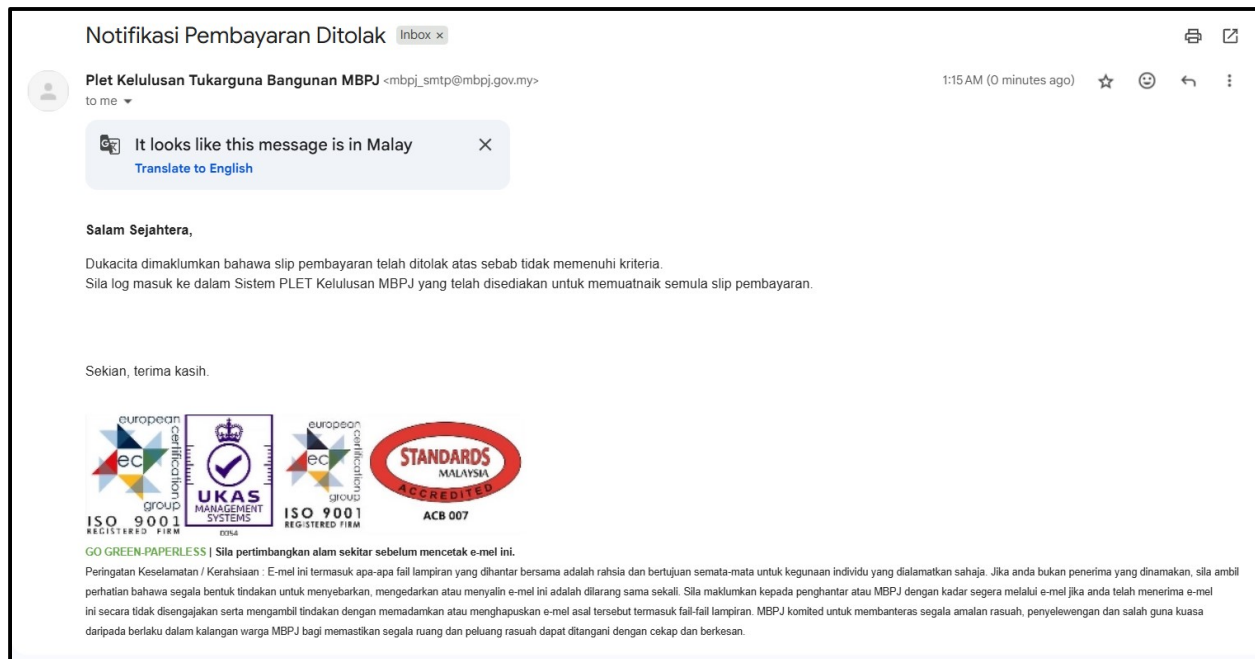 Notifikasi Pembayaran Ditolak Inbox ×
Plet Kelulusan Tukarguna Bangunan MBPJ <mbpj_smtp@mbpj.gov.my>
1:15 AM (0 minutes ago)
to me
It looks like this message is in Malay
Translate to English
Salam Sejahtera,
Dukacita dimaklumkan bahawa slip pembayaran telah ditolak atas sebab tidak memenuhi kriteria.
Sila log masuk ke dalam Sistem PLET Kelulusan MBPJ yang telah disediakan untuk memuatnaik semula slip pembayaran.
Sekian, terima kasih.
european certification group
ec
ISO 9001
REGISTERED FIRM
UKAS
MANAGEMENT
SYSTEMS
0054
european certification group
ec
ISO 9001
REGISTERED FIRM
STANDARDS
MALAYSIA
ACCREDITED
ACB 007
GO GREEN-PAPERLESS | Sila pertimbangkan alam sekitar sebelum mencetak e-mel ini.
Peringatan Keselamatan / Kerahsiaan : E-mel ini termasuk apa-apa fail lampiran yang dihantar bersama adalah rahsia dan bertujuan semata-mata untuk kegunaan individu yang dialamatkan sahaja. Jika anda bukan penerima yang dinamakan, sila ambil
perhatian bahawa segala bentuk tindakan untuk menyebarkan, mengedarkan atau menyalin e-mel ini adalah dilarang sama sekali. Sila maklumkan kepada penghantar atau MBPJ dengan kadar segera melalui e-mel jika anda telah menerima e-mel
ini secara tidak disengajakan serta mengambil tindakan dengan memadamkan atau menghapuskan e-mel asal tersebut termasuk fail-fail lampiran. MBPJ komited untuk membanteras segala amalan rasuah, penyelewengan dan salah guna kuasa
daripada berlaku dalam kalangan warga MBPJ bagi memastikan segala ruang dan peluang rasuah dapat ditangani dengan cekap dan berkesan.